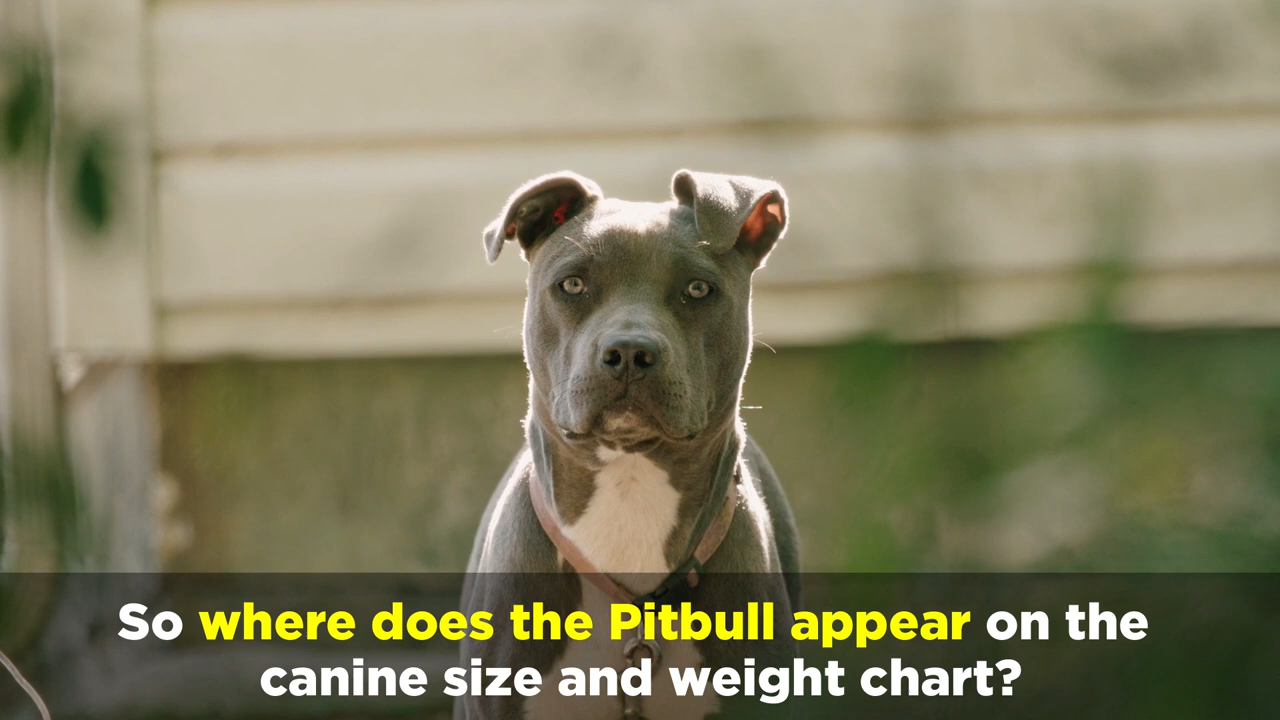 So where does the Pitbull appear on the
canine size and weight chart?